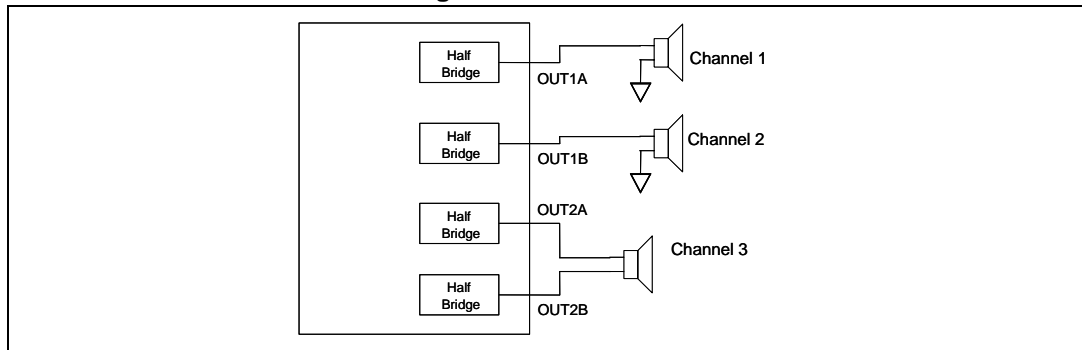 Half
Bridge
OUT1A
Channel 1
Half
Bridge
OUT1B
Channel 2
Half
Bridge
OUT2A
Channel 3
Half
Bridge
OUT2B